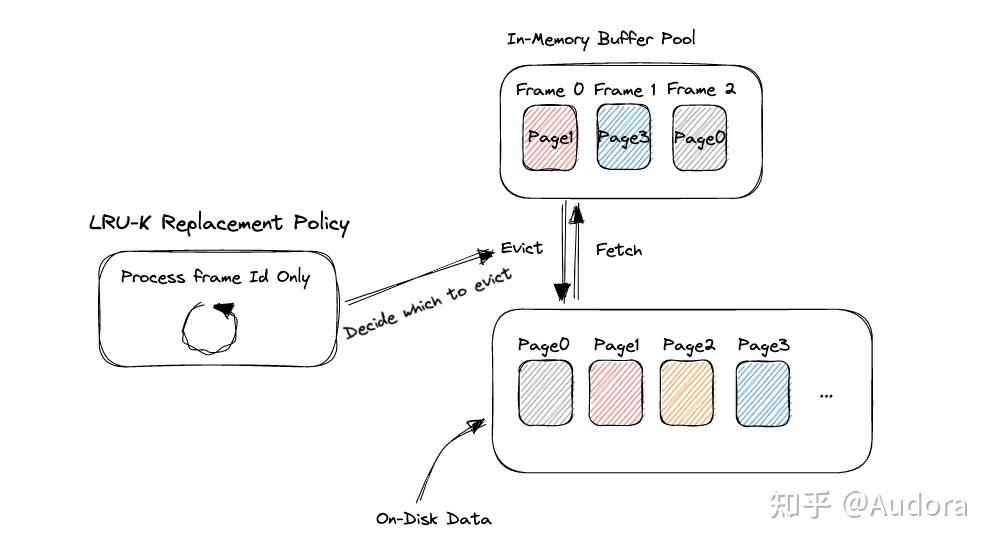 In-Memory Buffer Pool
Frame 0 Frame 1 Frame 2
Page1 Page3 Page0
LRU-K Replacement Policy
Process frame Id Only
Evict
Fetch
Decide which to evict
Page0 Page1 Page2 Page3
...
On-Disk Data
知乎 @Audora